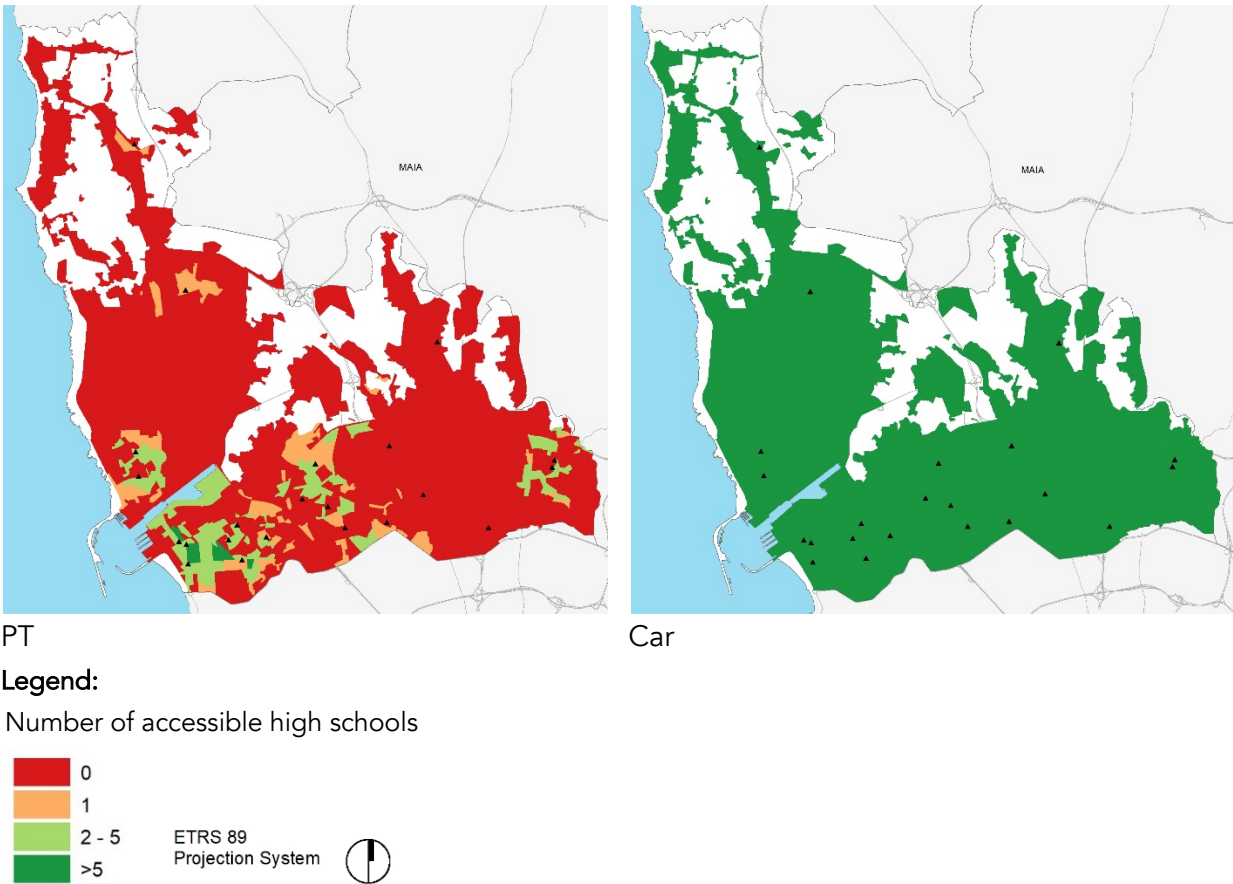 MAIA
MAIA
PT
Car
Legend:
Number of accessible high schools
0
1
2 - 5
>5
ETRS 89
Projection System